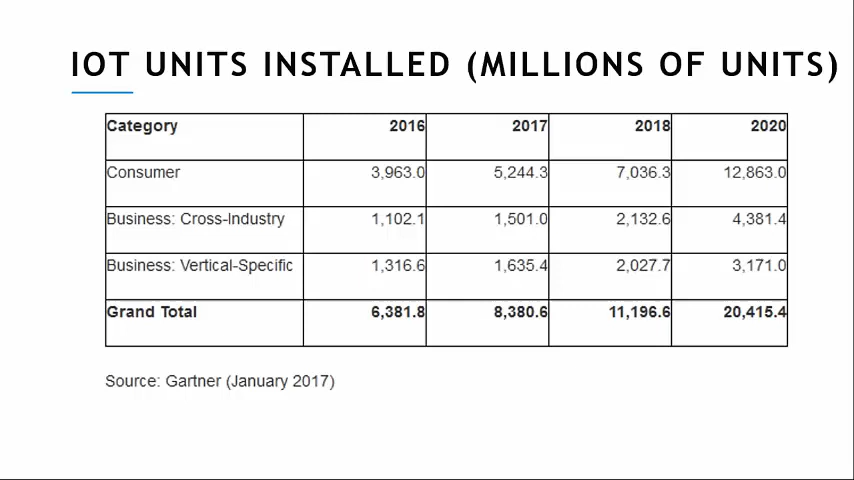 IOT UNITS INSTALLED (MILLIONS OF UNITS)
Category 2016 2017 2018 2020
Consumer 3,963.0 5,244.3 7,036.3 12,863.0
Business: Cross-Industry 1,102.1 1,501.0 2,132.6 4,381.4
Business: Vertical-Specific 1,316.6 1,635.4 2,027.7 3,171.0
Grand Total 6,381.8 8,380.6 11,196.6 20,415.4
Source: Gartner (January 2017)